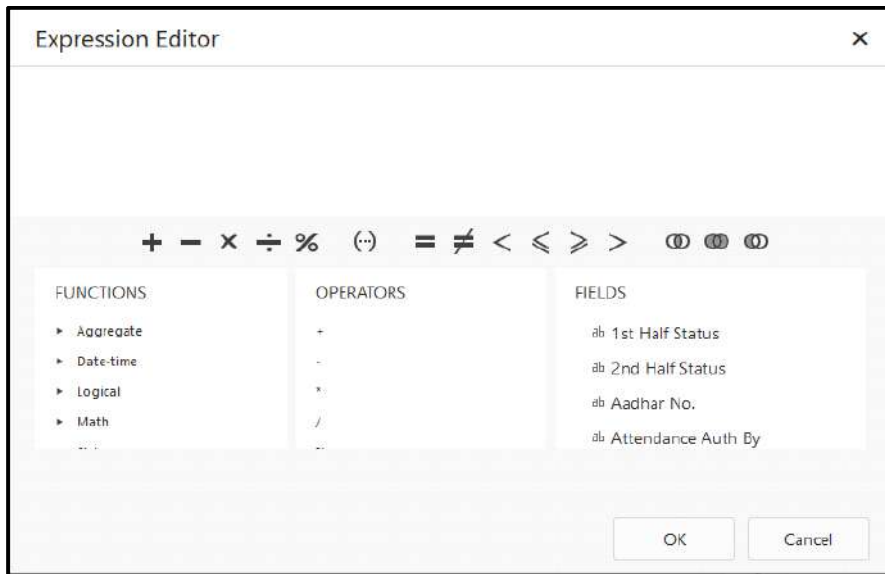 Expression Editor
+ − × ÷ % (···) = ≠ < ⩽ ⩾ >
FUNCTIONS
Aggregate
Date-time
Logical
Math
OPERATORS
+
-
*
/
FIELDS
ab 1st Half Status
ab 2nd Half Status
ab Aadhar No.
ab Attendance Auth By
OK
Cancel